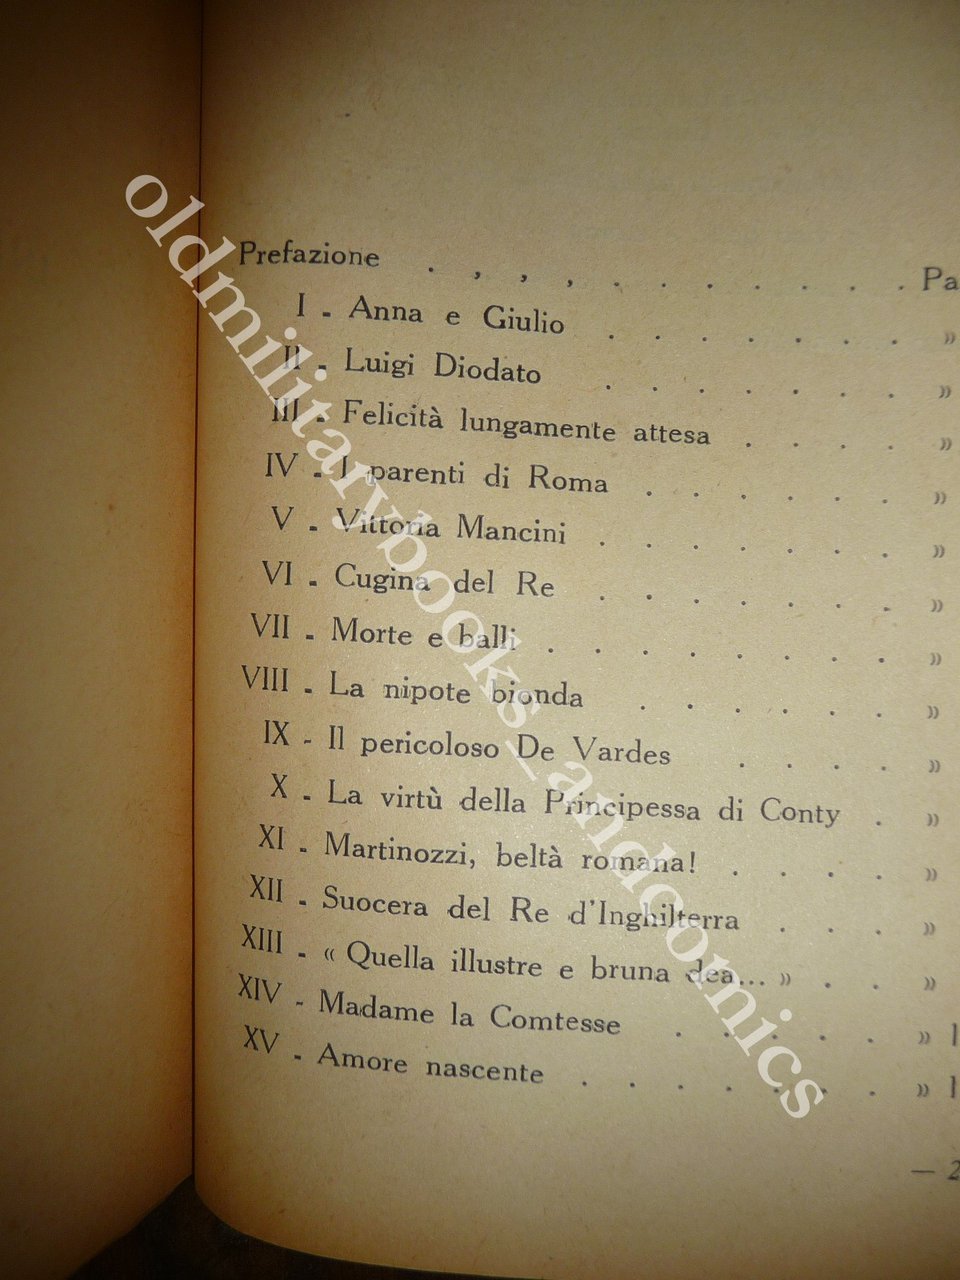 Prefazione . , , , . . . . . . . Pa
I - Anna e Giulio . . . . . . . »
II - Luigi Diodato . . . . . . . »
III - Felicità lungamente attesa . . . . »
IV - I parenti di Roma . . . . . . »
V - Vittoria Mancini . . . . . . . »
VI - Cugina del Re . . . . . . . »
VII - Morte e balli . . . . . . . . »
VIII - La nipote bionda . . . . . . »
IX - Il pericoloso De Vardes . . . . »
X - La virtù della Principessa di Conty . »
XI - Martinozzi, beltà romana! . . . . »
XII - Suocera del Re d'Inghilterra . . . »
XIII - « Quella illustre e bruna dea... » . . »
XIV - Madame la Comtesse . . . . . » 1
XV - Amore nascente . . . . . . . » 1
— 2
oldmilitarybooks_andcomics